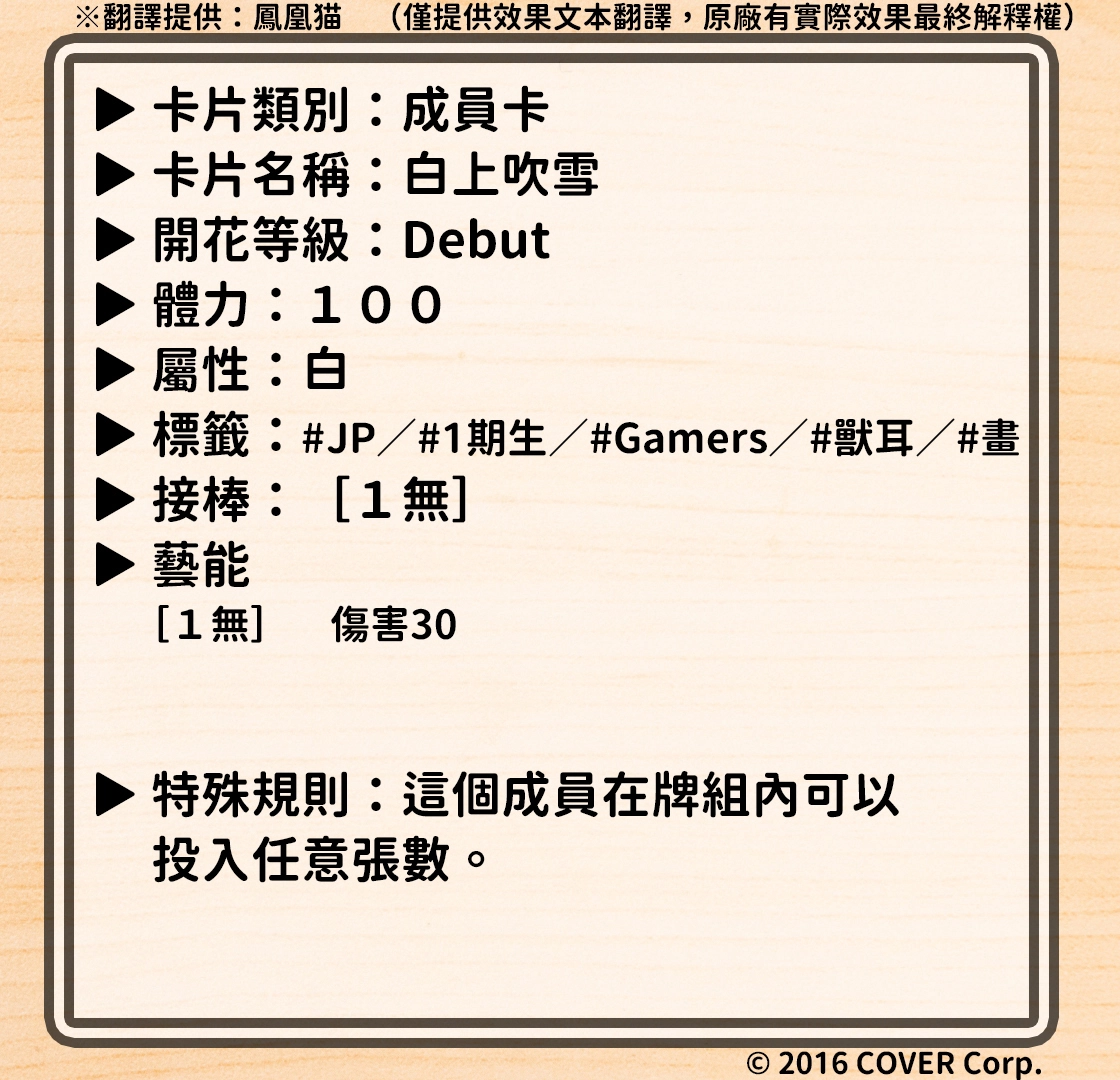 ※翻譯提供：鳳凰猫　（僅提供效果文本翻譯，原廠有實際效果最終解釋權）
▶卡片類別：成員卡
▶卡片名稱：白上吹雪
▶開花等級：Debut
▶體力：１００
▶屬性：白
▶標籤：#JP／#1期生／#Gamers／#獸耳／#畫
▶接棒：［１無］
▶藝能
［１無］　傷害30
▶特殊規則：這個成員在牌組內可以
投入任意張數。
© 2016 COVER Corp.